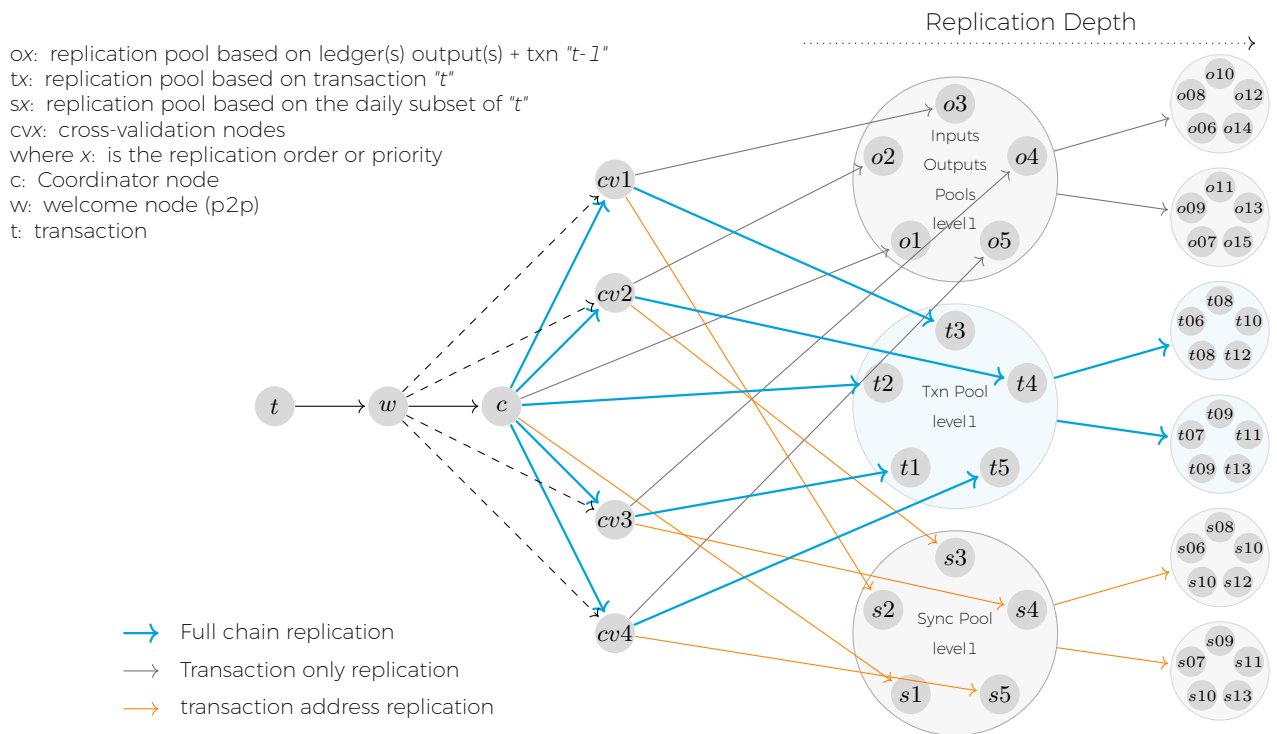 Replication Depth
ox: replication pool based on ledger(s) output(s) + txn "t-1"
tx: replication pool based on transaction "t"
sx: replication pool based on the daily subset of "t"
cvx: cross-validation nodes
where x: is the replication order or priority
c: Coordinator node
w: welcome node (p2p)
t: transaction
t
w
c
cv1
cv2
cv3
cv4
o3
o2
o4
o1
o5
Inputs
Outputs
Pools
level1
t3
t2
t4
t1
t5
Txn Pool
level1
s3
s2
s4
s1
s5
Sync Pool
level1
o10
o08 o12
o06 o14
o11
o09 o13
o07 o15
t08
t06 t10
t08 t12
t09
t07 t11
t09 t13
s08
s06 s10
s10 s12
s09
s07 s11
s10 s13
Full chain replication
Transaction only replication
transaction address replication